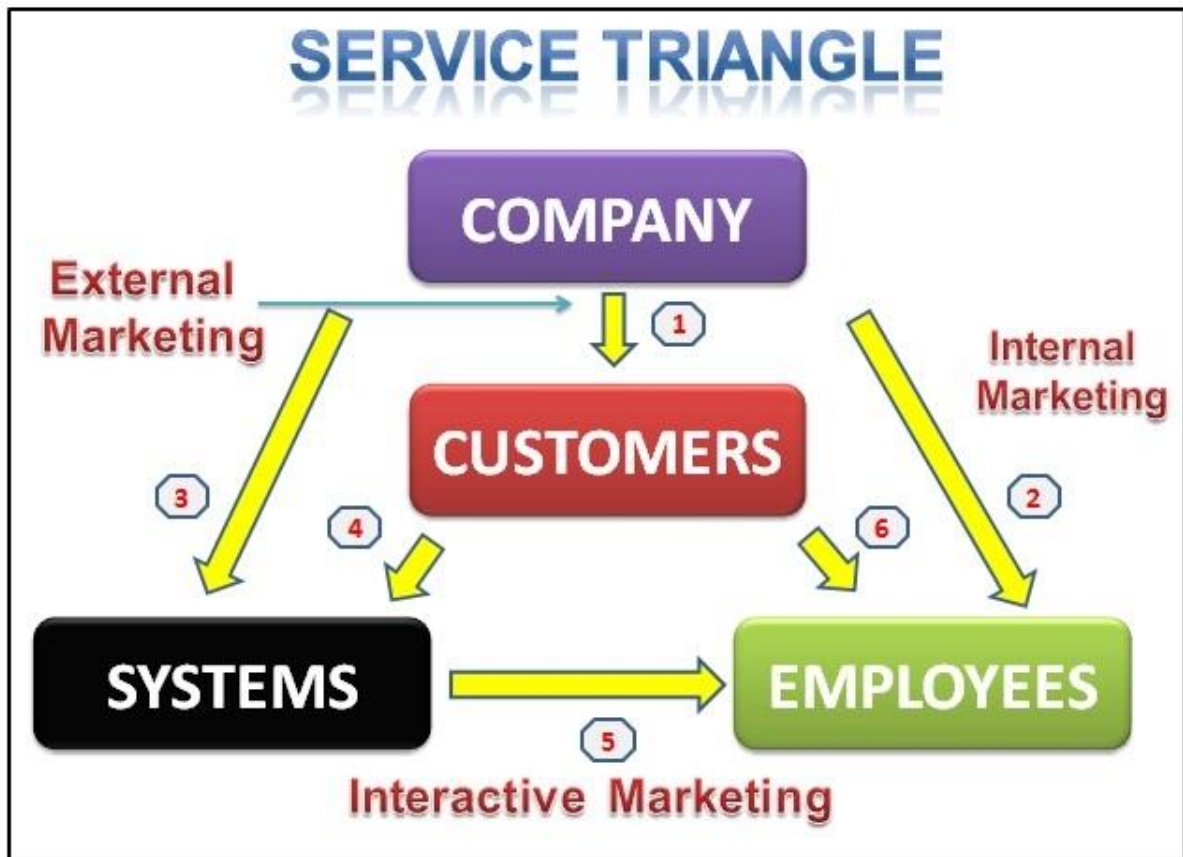 SERVICE TRIANGLE
COMPANY
External
Marketing
1
Internal
Marketing
CUSTOMERS
3
4
6
2
SYSTEMS
EMPLOYEES
5
Interactive Marketing